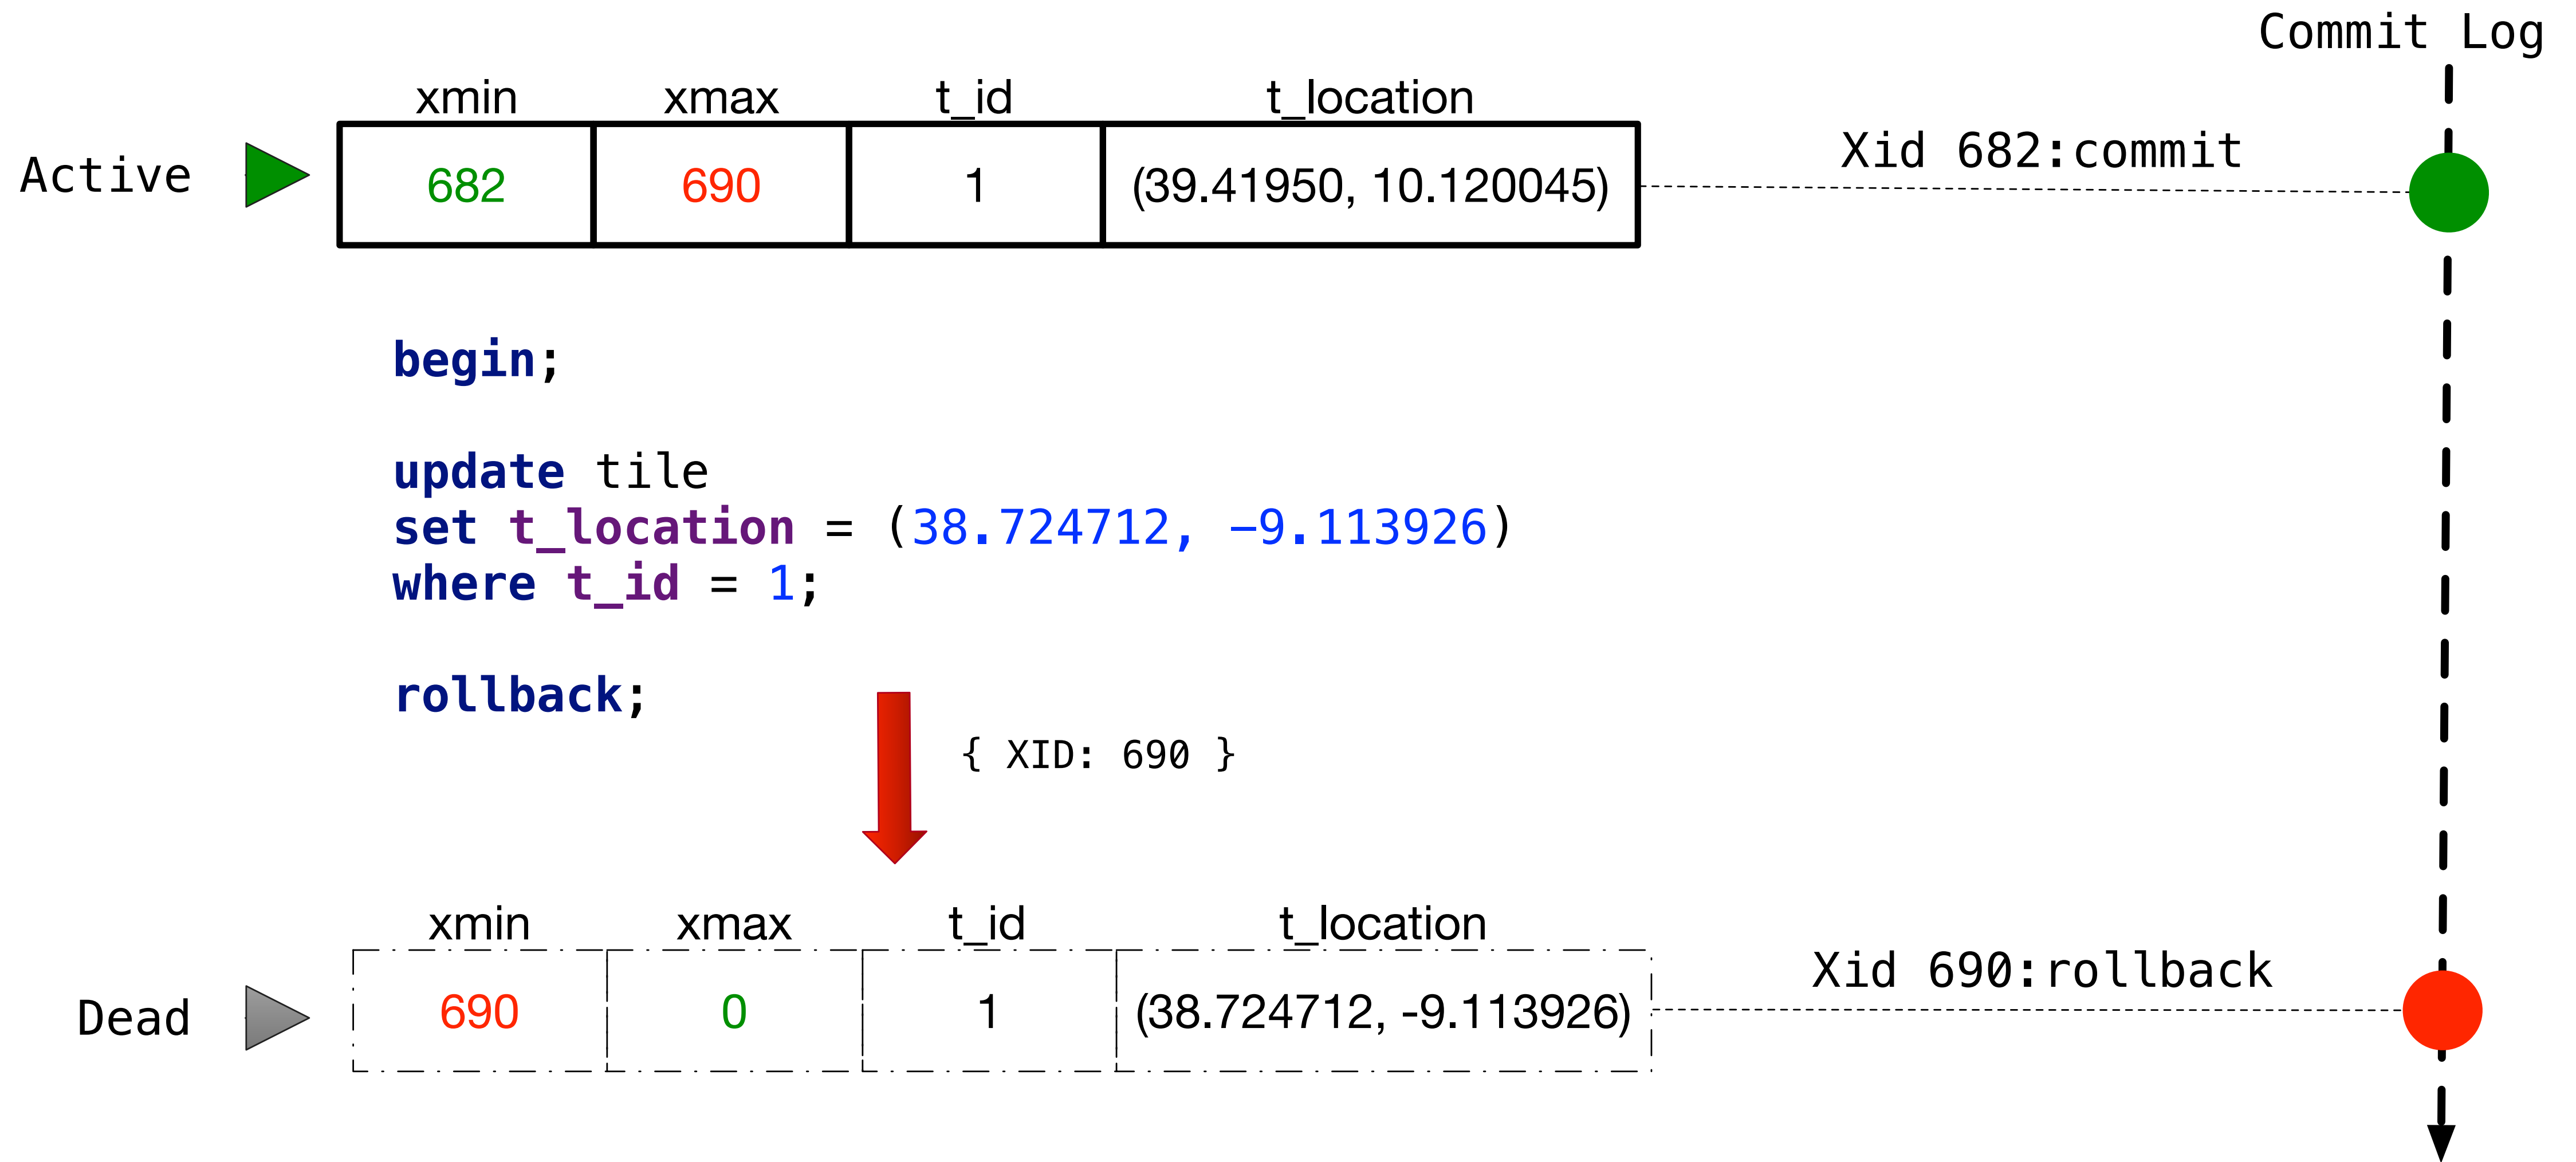 Commit Log
xmin xmax t_id t_location
Active 682 690 1 (39.41950, 10.120045) Xid 682:commit
begin;
update tile
set t_location = (38.724712, −9.113926)
where t_id = 1;
rollback;
{ XID: 690 }
xmin xmax t_id t_location
Dead 690 0 1 (38.724712, -9.113926) Xid 690:rollback